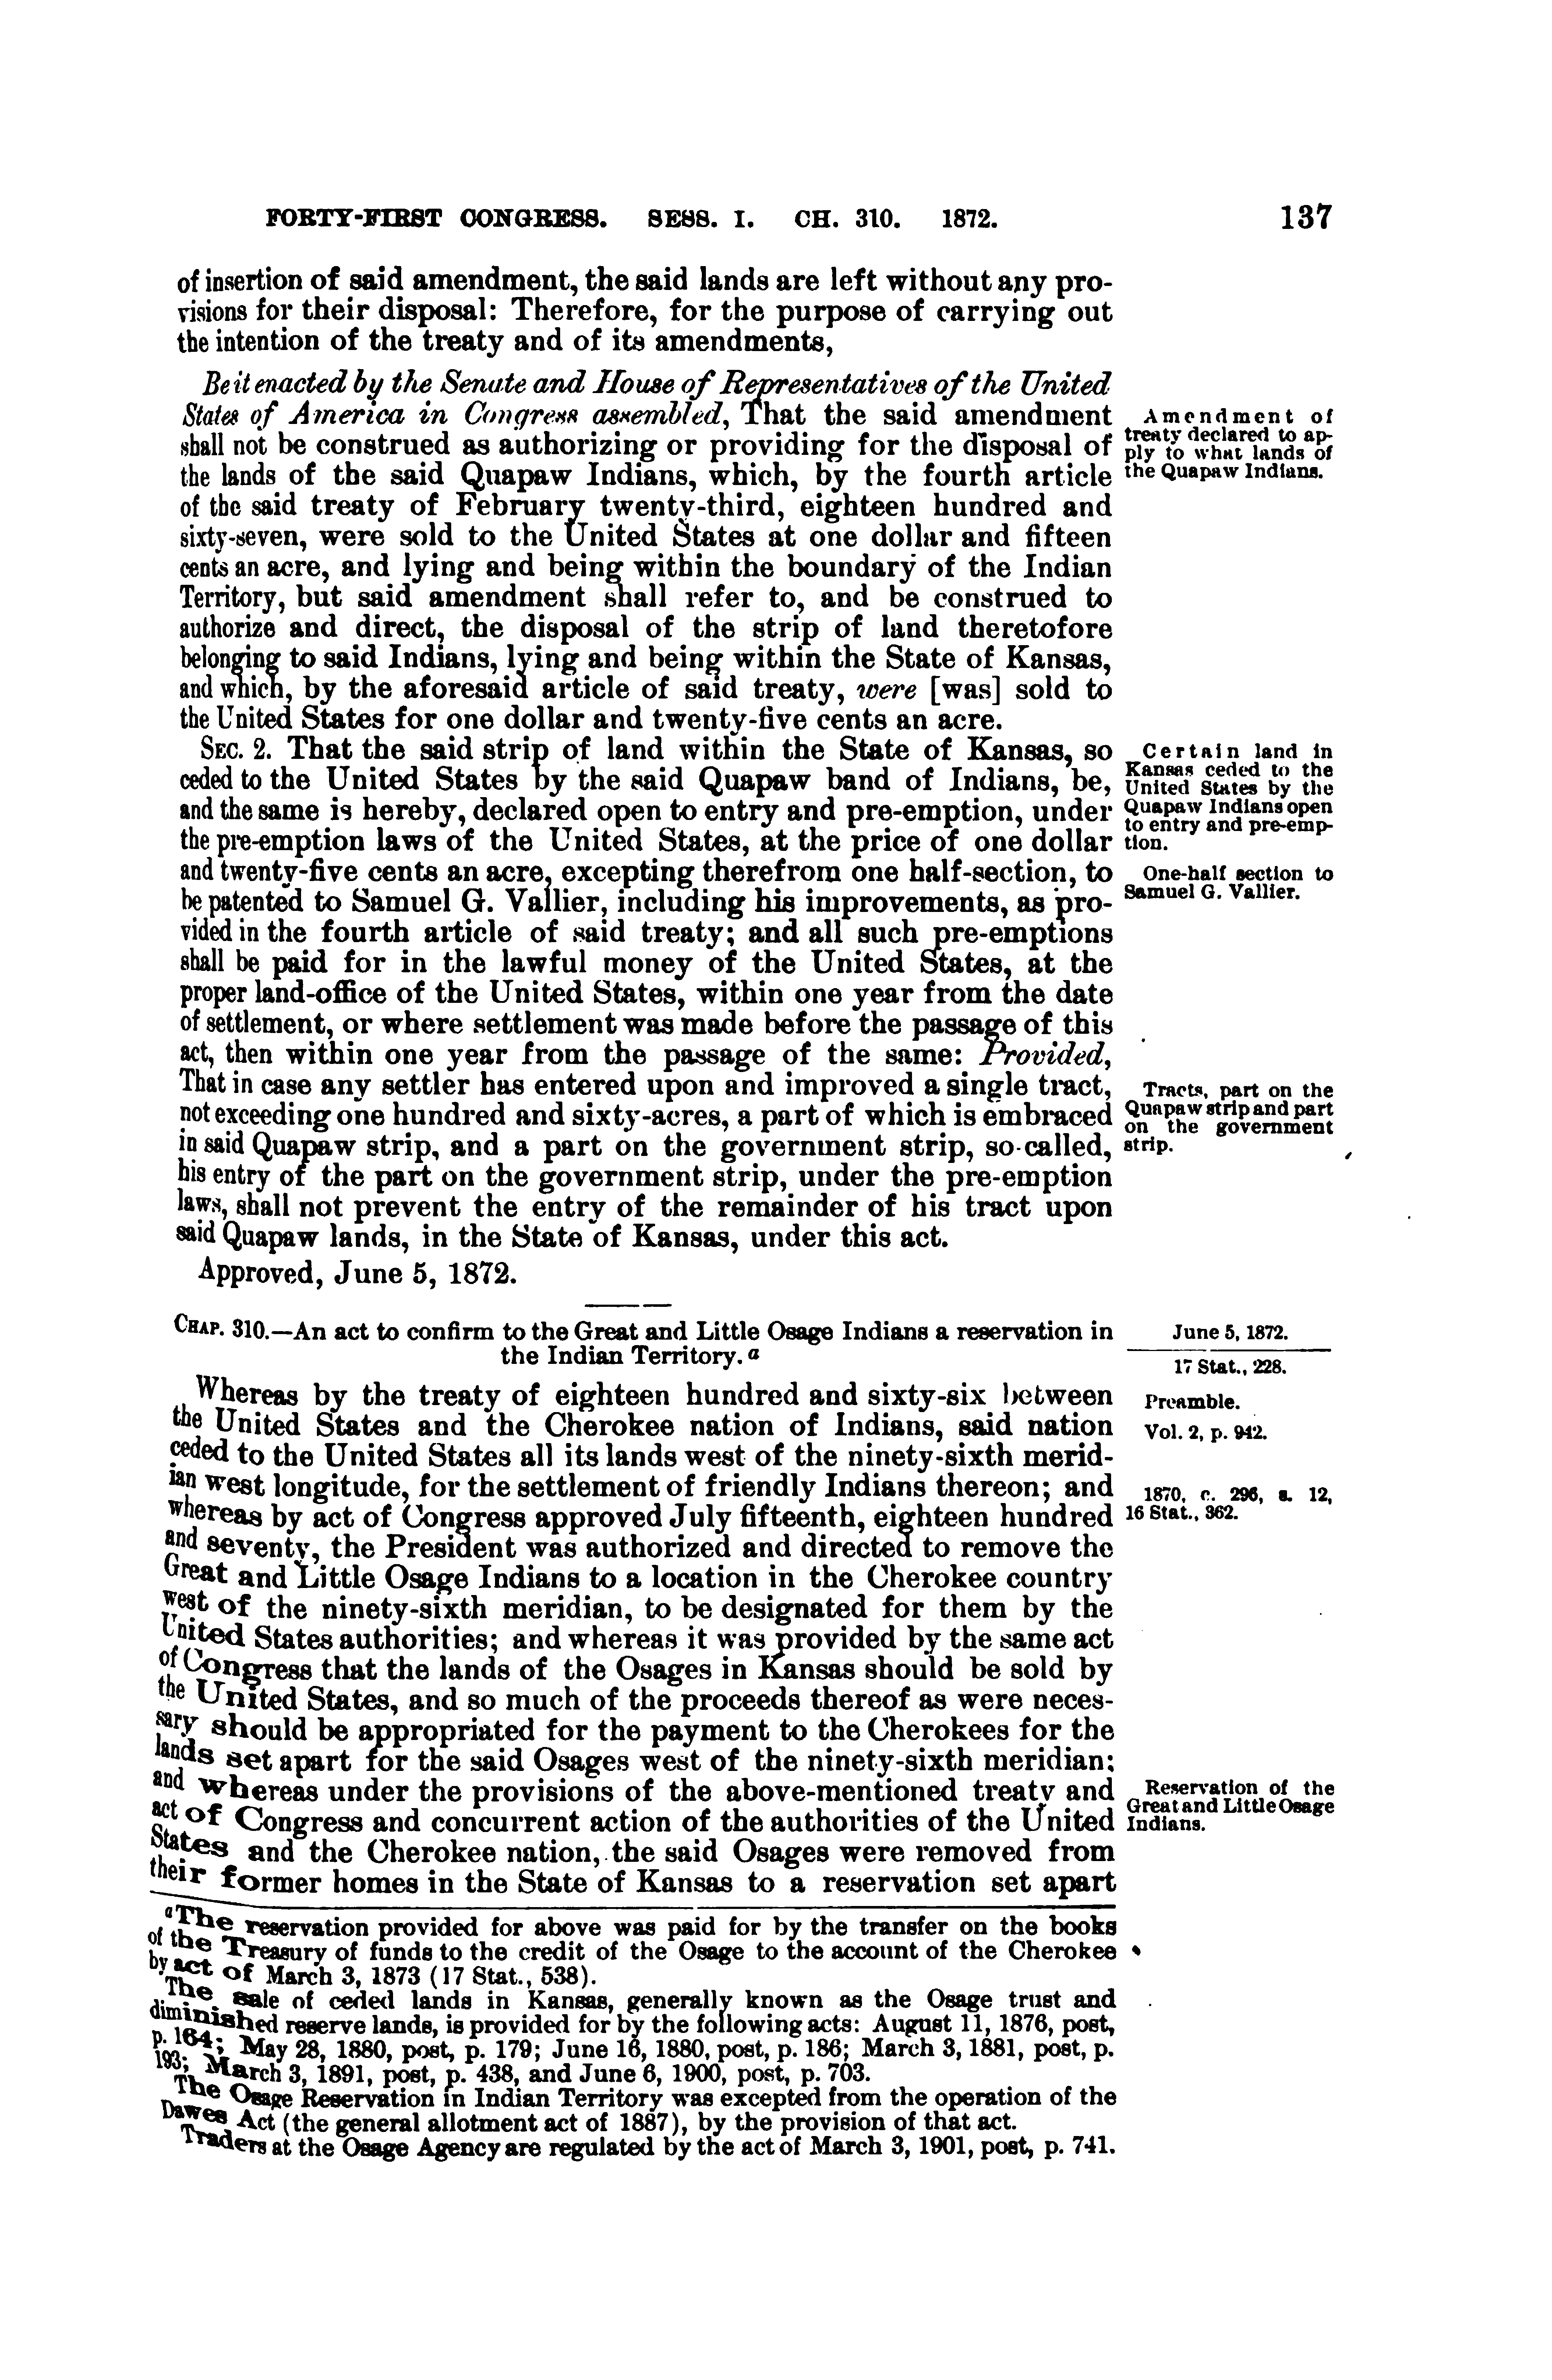 FORTY-FIRST CONGRESS. SESS. I. CH. 310. 1872. 137
of insertion of said amendment, the said lands are left without any pro-
visions for their disposal: Therefore, for the purpose of carrying out
the intention of the treaty and of its amendments,
Be it enacted by the Senate and House of Representatives of the United
States of America in Congress assembled, That the said amendment
shall not be construed as authorizing or providing for the disposal of
the lands of the said Quapaw Indians, which, by the fourth article
of the said treaty of February twenty-third, eighteen hundred and
sixty-seven, were sold to the United States at one dollar and fifteen
cents an acre, and lying and being within the boundary of the Indian
Territory, but said amendment shall refer to, and be construed to
authorize and direct, the disposal of the strip of land theretofore
belonging to said Indians, lying and being within the State of Kansas,
and which, by the aforesaid article of said treaty, were [was] sold to
the United States for one dollar and twenty-five cents an acre.
Amendment of
treaty declared to ap-
ply to what lands of
the Quapaw Indians.
SEC. 2. That the said strip of land within the State of Kansas, so
ceded to the United States by the said Quapaw band of Indians, be,
and the same is hereby, declared open to entry and pre-emption, under
the pre-emption laws of the United States, at the price of one dollar
and twenty-five cents an acre, excepting therefrom one half-section, to
be patented to Samuel G. Vallier, including his improvements, as pro-
vided in the fourth article of said treaty; and all such pre-emptions
shall be paid for in the lawful money of the United States, at the
proper land-office of the United States, within one year from the date
of settlement, or where settlement was made before the passage of this
act, then within one year from the passage of the same: Provided,
That in case any settler has entered upon and improved a single tract,
not exceeding one hundred and sixty-acres, a part of which is embraced
in said Quapaw strip, and a part on the government strip, so-called,
his entry of the part on the government strip, under the pre-emption
laws, shall not prevent the entry of the remainder of his tract upon
said Quapaw lands, in the State of Kansas, under this act.
Certain land in
Kansas ceded to the
United States by the
Quapaw Indians open
to entry and pre-emp-
tion.
One-half section to
Samuel G. Vallier.
Tracts, part on the
Quapaw strip and part
on the government
strip.
Approved, June 5, 1872.
CHAP. 310.—An act to confirm to the Great and Little Osage Indians a reservation in
the Indian Territory. a
June 5, 1872.
17 Stat., 228.
Whereas by the treaty of eighteen hundred and sixty-six between
the United States and the Cherokee nation of Indians, said nation
ceded to the United States all its lands west of the ninety-sixth merid-
ian west longitude, for the settlement of friendly Indians thereon; and
whereas by act of Congress approved July fifteenth, eighteen hundred
and seventy, the President was authorized and directed to remove the
Great and Little Osage Indians to a location in the Cherokee country
west of the ninety-sixth meridian, to be designated for them by the
United States authorities; and whereas it was provided by the same act
of Congress that the lands of the Osages in Kansas should be sold by
the United States, and so much of the proceeds thereof as were neces-
sary should be appropriated for the payment to the Cherokees for the
lands set apart for the said Osages west of the ninety-sixth meridian;
and whereas under the provisions of the above-mentioned treaty and
act of Congress and concurrent action of the authorities of the United
States and the Cherokee nation, the said Osages were removed from
their former homes in the State of Kansas to a reservation set apart
Preamble.
Vol. 2, p. 942.
1870, c. 296, s. 12,
16 Stat., 362.
Reservation of the
Great and Little Osage
Indians.
a The reservation provided for above was paid for by the transfer on the books
of the Treasury of funds to the credit of the Osage to the account of the Cherokee
by act of March 3, 1873 (17 Stat., 538).
The sale of ceded lands in Kansas, generally known as the Osage trust and
diminished reserve lands, is provided for by the following acts: August 11, 1876, post,
p. 164; May 28, 1880, post, p. 179; June 16, 1880, post, p. 186; March 3, 1881, post, p.
193; March 3, 1891, post, p. 438, and June 6, 1900, post, p. 703.
The Osage Reservation in Indian Territory was excepted from the operation of the
Dawes Act (the general allotment act of 1887), by the provision of that act.
Traders at the Osage Agency are regulated by the act of March 3, 1901, post, p. 741.